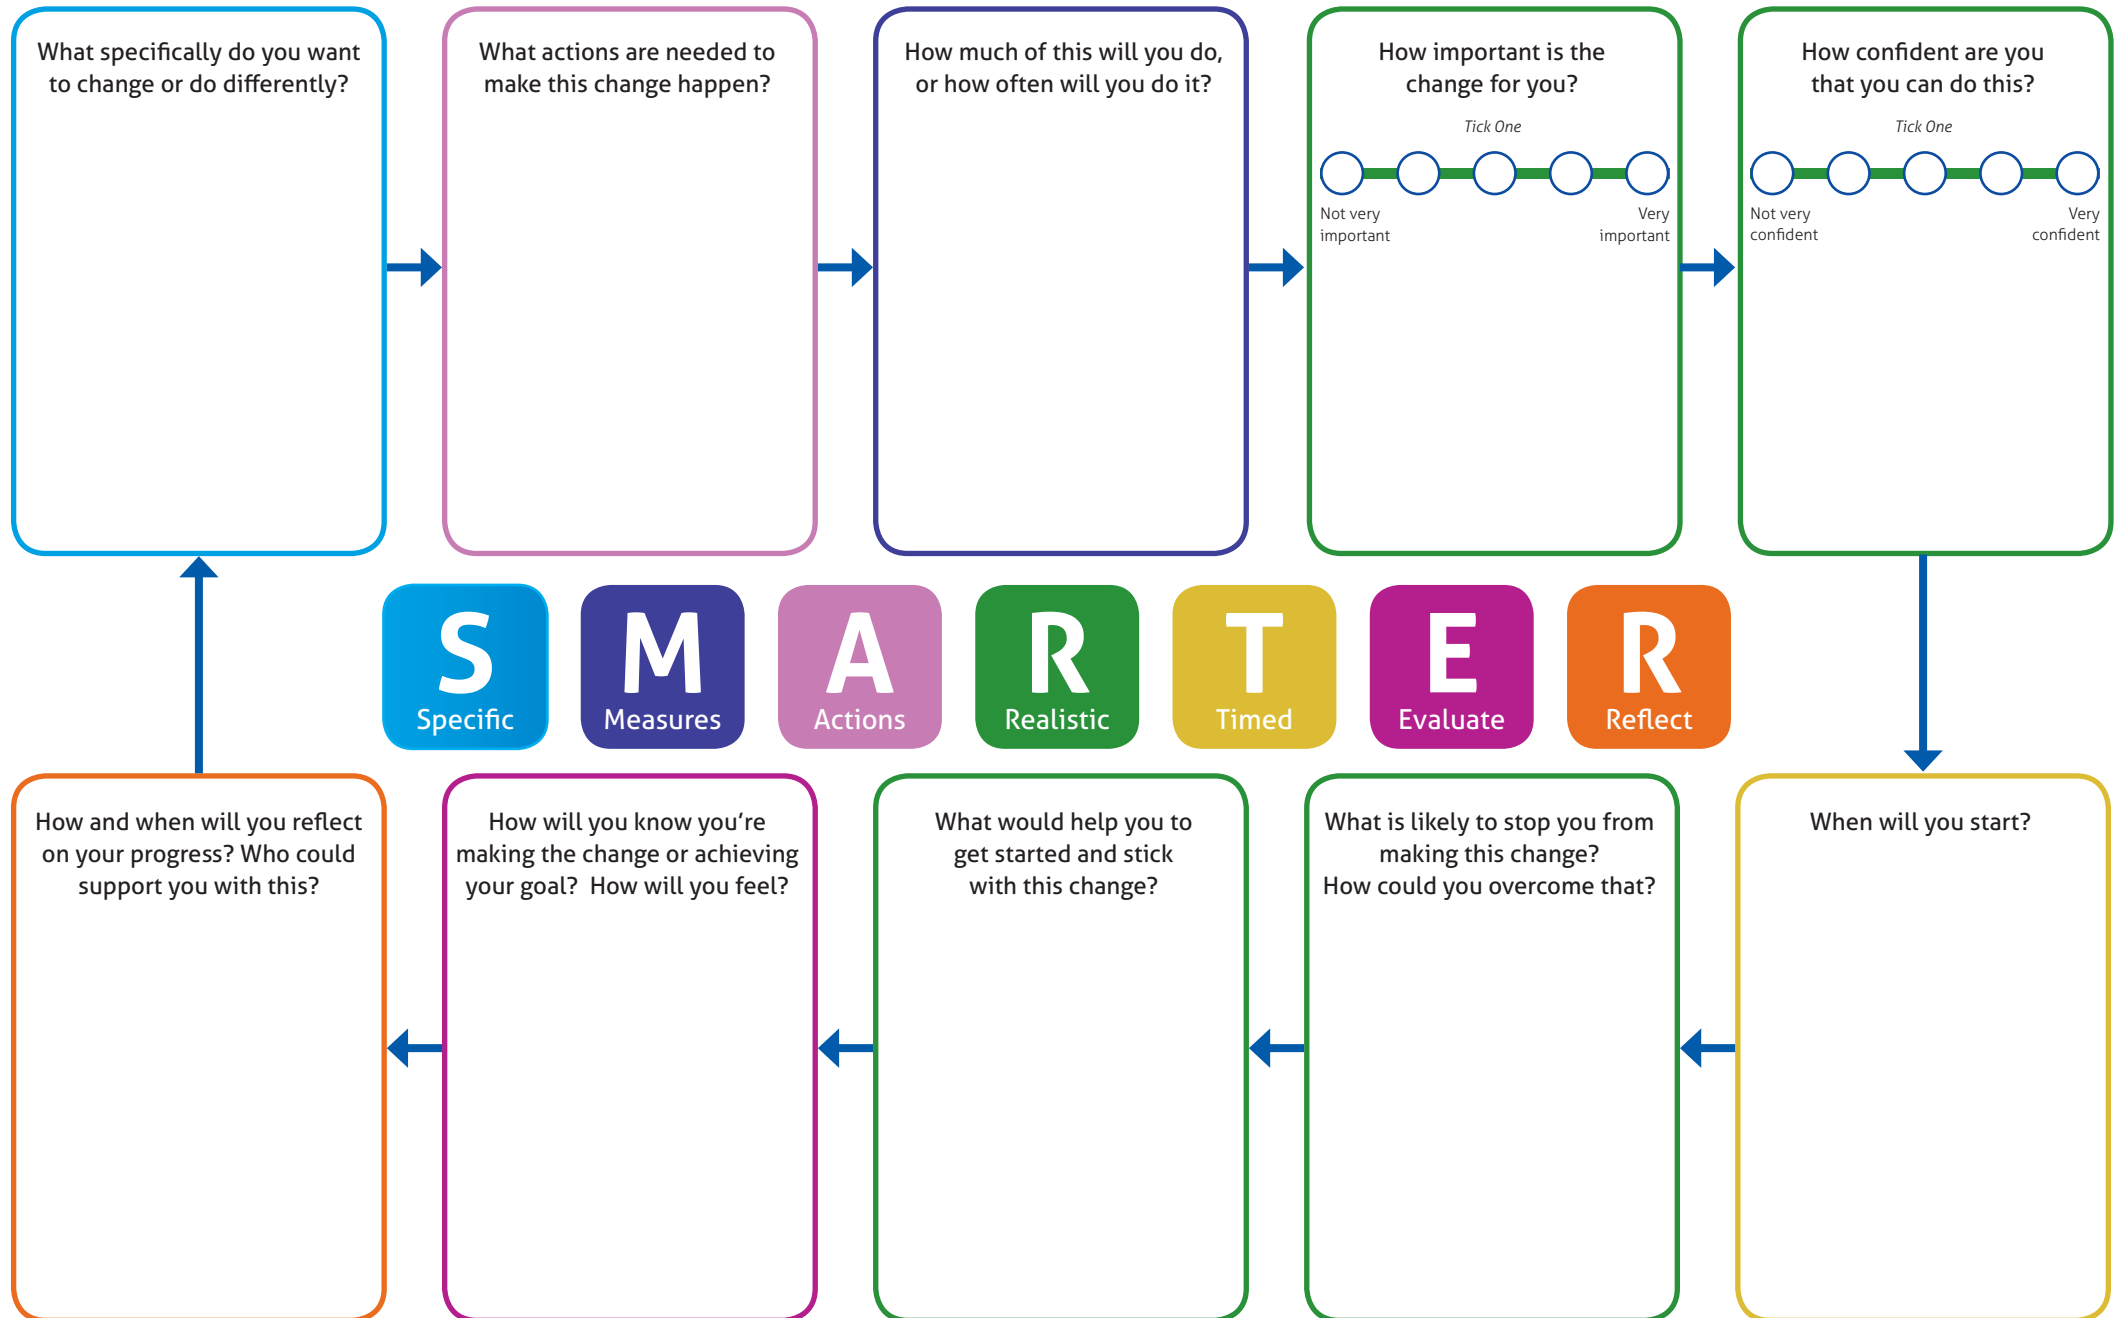 What specifically do you want
to change or do differently?
What actions are needed to
make this change happen?
How much of this will you do,
or how often will you do it?
How important is the
change for you?
Tick One
Not very
important
Very
important
How confident are you
that you can do this?
Tick One
Not very
confident
Very
confident
S
Specific
M
Measures
A
Actions
R
Realistic
T
Timed
E
Evaluate
R
Reflect
How and when will you reflect
on your progress? Who could
support you with this?
How will you know you're
making the change or achieving
your goal?  How will you feel?
What would help you to
get started and stick
with this change?
What is likely to stop you from
making this change?
How could you overcome that?
When will you start?